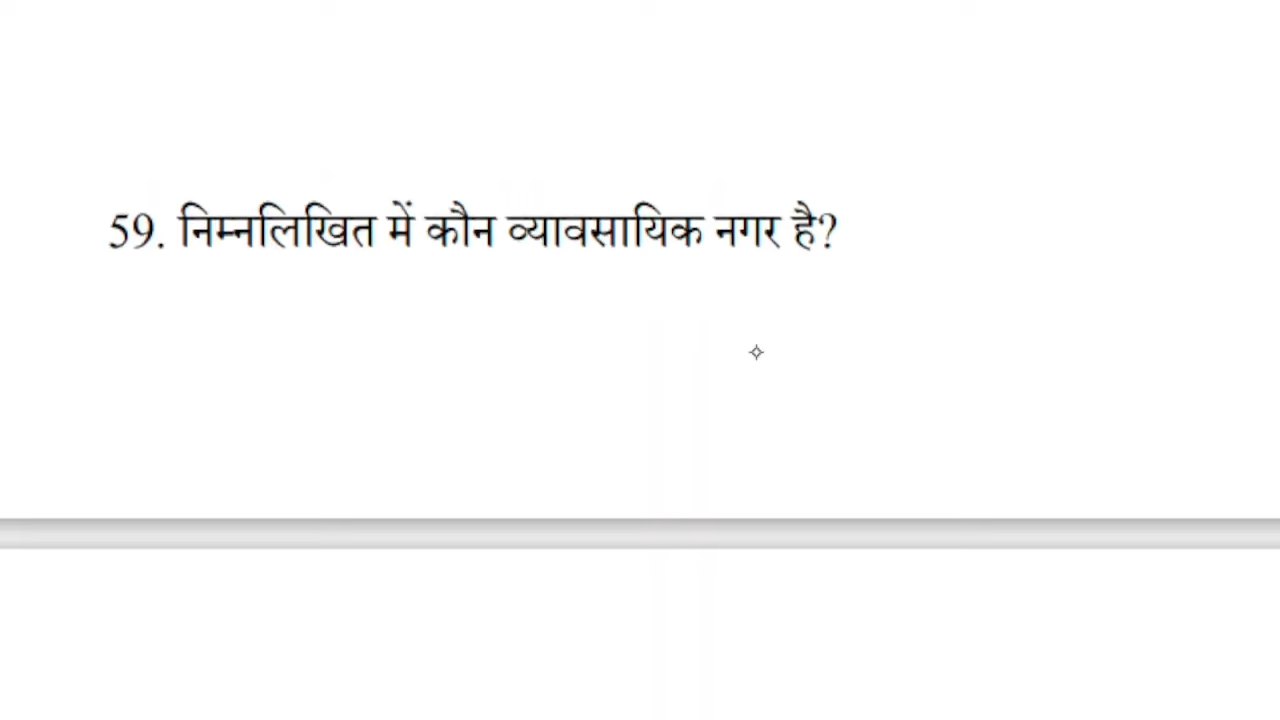 59. निम्नलिखित में कौन व्यावसायिक नगर है?